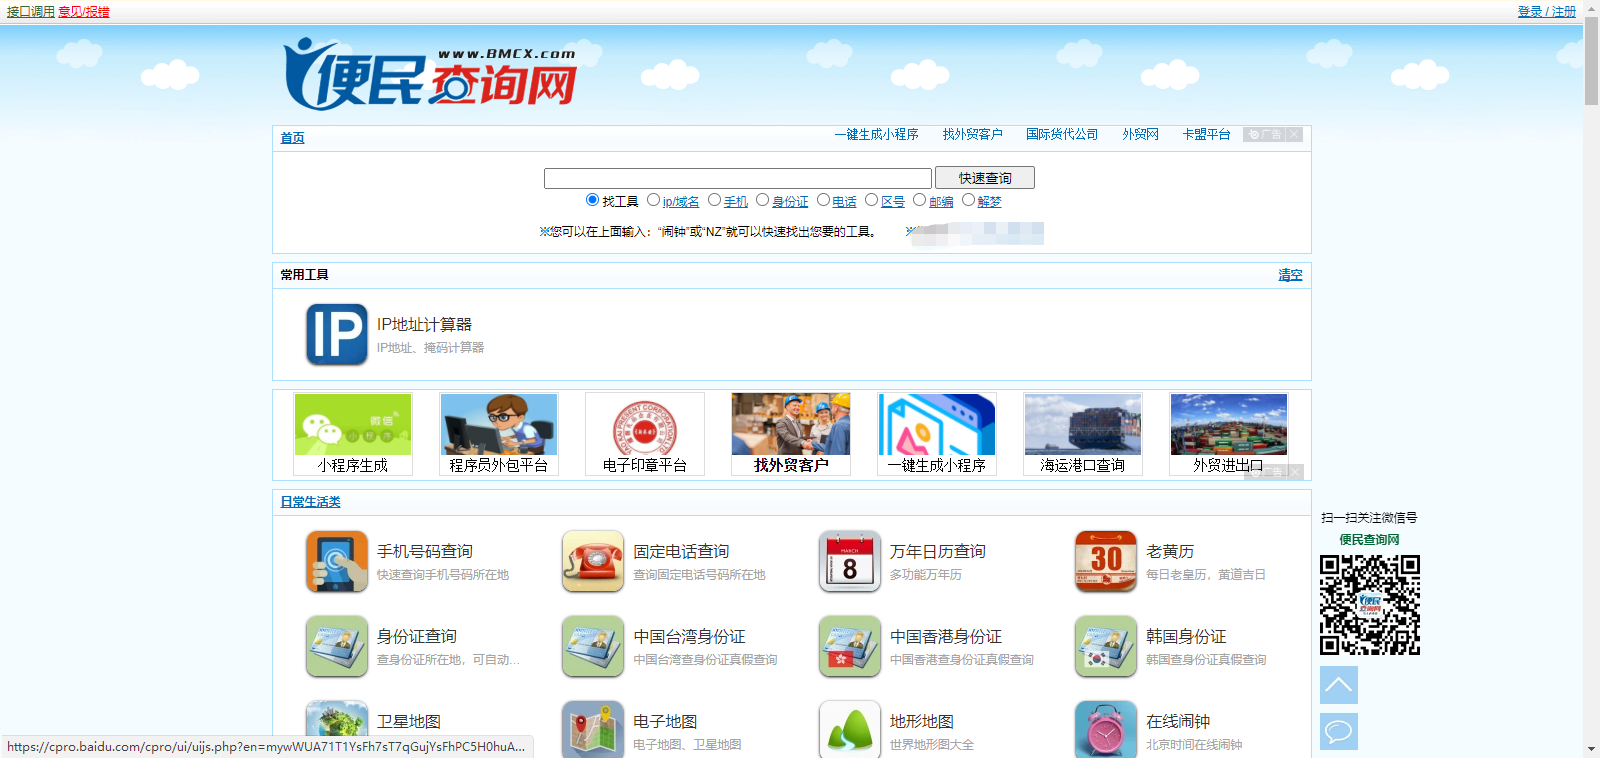 接口调用 意见/报错
登录 / 注册
便民查询网
www.BMCX.com
首页
一键生成小程序 找外贸客户 国际货代公司 外贸网 卡盟平台 广告
快速查询
找工具 ip/域名 手机 身份证 电话 区号 邮编 解梦
※您可以在上面输入：“闹钟”或“NZ”就可以快速找出您要的工具。 ※
常用工具 清空
IP
IP地址计算器
IP地址、掩码计算器
微信
小程序
小程序生成 程序员外包平台 电子印章平台 找外贸客户 一键生成小程序 海运港口查询 外贸进出口
广告
日常生活类
手机号码查询
快速查询手机号码所在地
固定电话查询
查询固定电话号码所在地
MARCH
8
万年日历查询
多功能万年历
30
老黄历
每日老皇历，黄道吉日
身份证查询
查身份证所在地，可自动...
中国台湾身份证
中国台湾查身份证真假查询
中国香港身份证
中国香港查身份证真假查询
韩国身份证
韩国查身份证真假查询
卫星地图
电子地图
电子地图、卫星地图
地形地图
世界地形图大全
在线闹钟
北京时间在线闹钟
扫一扫关注微信号
便民查询网
便民
查询网
https://cpro.baidu.com/cpro/ui/uijs.php?en=mywWUA71T1YsFh7sT7qGujYsFhPC5H0huA...